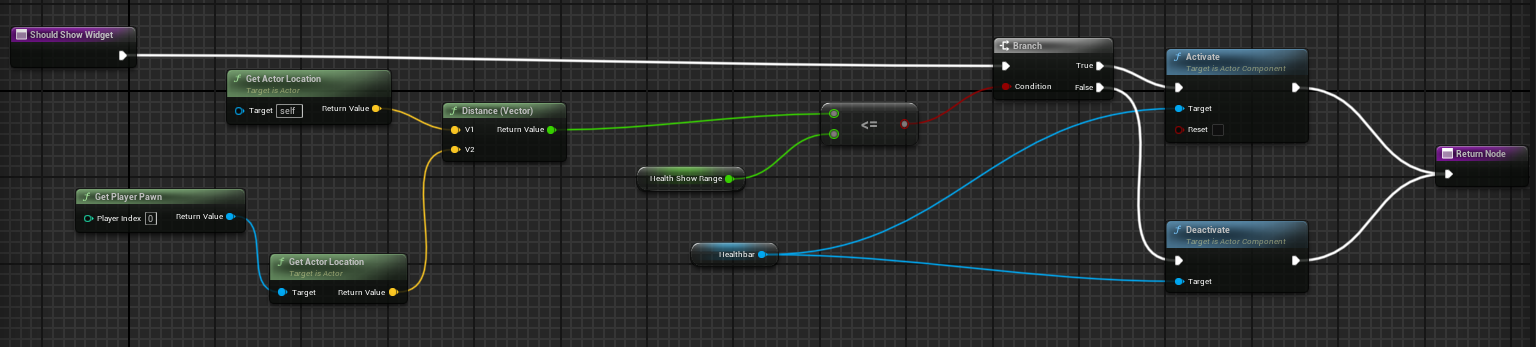 Should Show Widget
Get Actor Location
Target is Actor
Target self
Return Value
Get Player Pawn
Player Index 0
Return Value
Get Actor Location
Target is Actor
Target
Return Value
Distance (Vector)
V1
Return Value
V2
Health Show Range
<=
Healthbar
Branch
True
Condition
False
Activate
Target is Actor Component
Target
Reset
Deactivate
Target is Actor Component
Target
Return Node